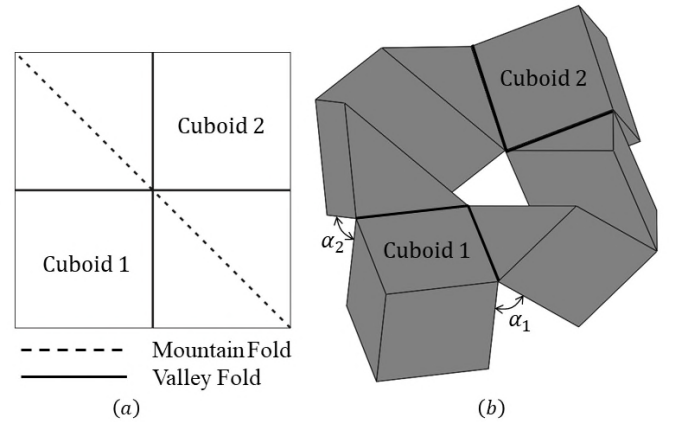 Cuboid 2
Cuboid 1
Mountain Fold
Valley Fold
(a)
Cuboid 2
Cuboid 1
α₂
α₁
(b)